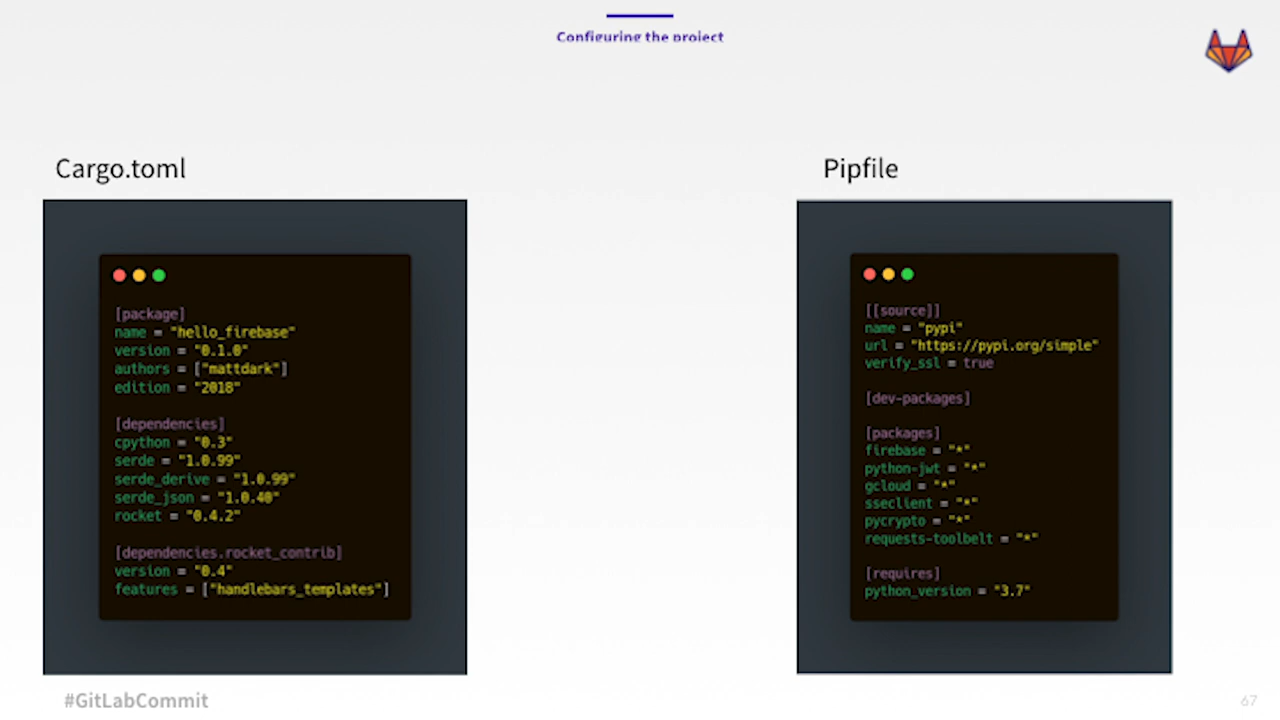 Configuring the project
Cargo.toml
[package]
name = "hello_firebase"
version = "0.1.0"
authors = ["mattdark"]
edition = "2018"
[dependencies]
cpython = "0.3"
serde = "1.0.99"
serde_derive = "1.0.99"
serde_json = "1.0.40"
rocket = "0.4.2"
[dependencies.rocket_contrib]
version = "0.4"
features = ["handlebars_templates"]
Pipfile
[[source]]
name = "pypi"
url = "https://pypi.org/simple"
verify_ssl = true
[dev-packages]
[packages]
firebase = "*"
python-jwt = "*"
gcloud = "*"
sseclient = "*"
pycrypto = "*"
requests-toolbelt = "*"
[requires]
python_version = "3.7"
#GitLabCommit
67